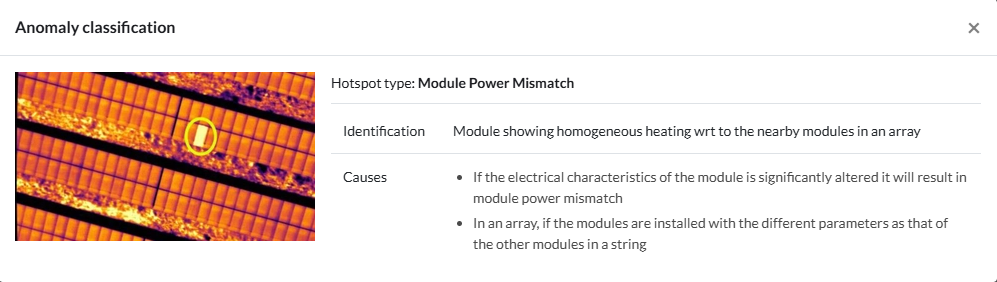 Anomaly classification
×
Hotspot type: Module Power Mismatch
Identification
Module showing homogeneous heating wrt to the nearby modules in an array
Causes
• If the electrical characteristics of the module is significantly altered it will result in
module power mismatch
• In an array, if the modules are installed with the different parameters as that of
the other modules in a string